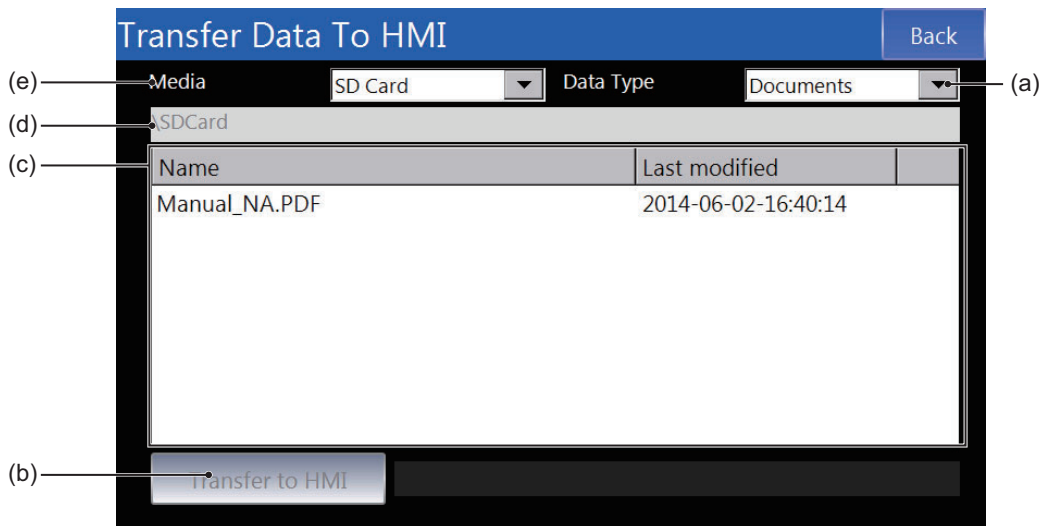 Transfer Data To HMI Back
(e) Media SD Card Data Type Documents (a)
(d) \SDCard
(c) Name Last modified
Manual_NA.PDF 2014-06-02-16:40:14
(b) Transfer to HMI